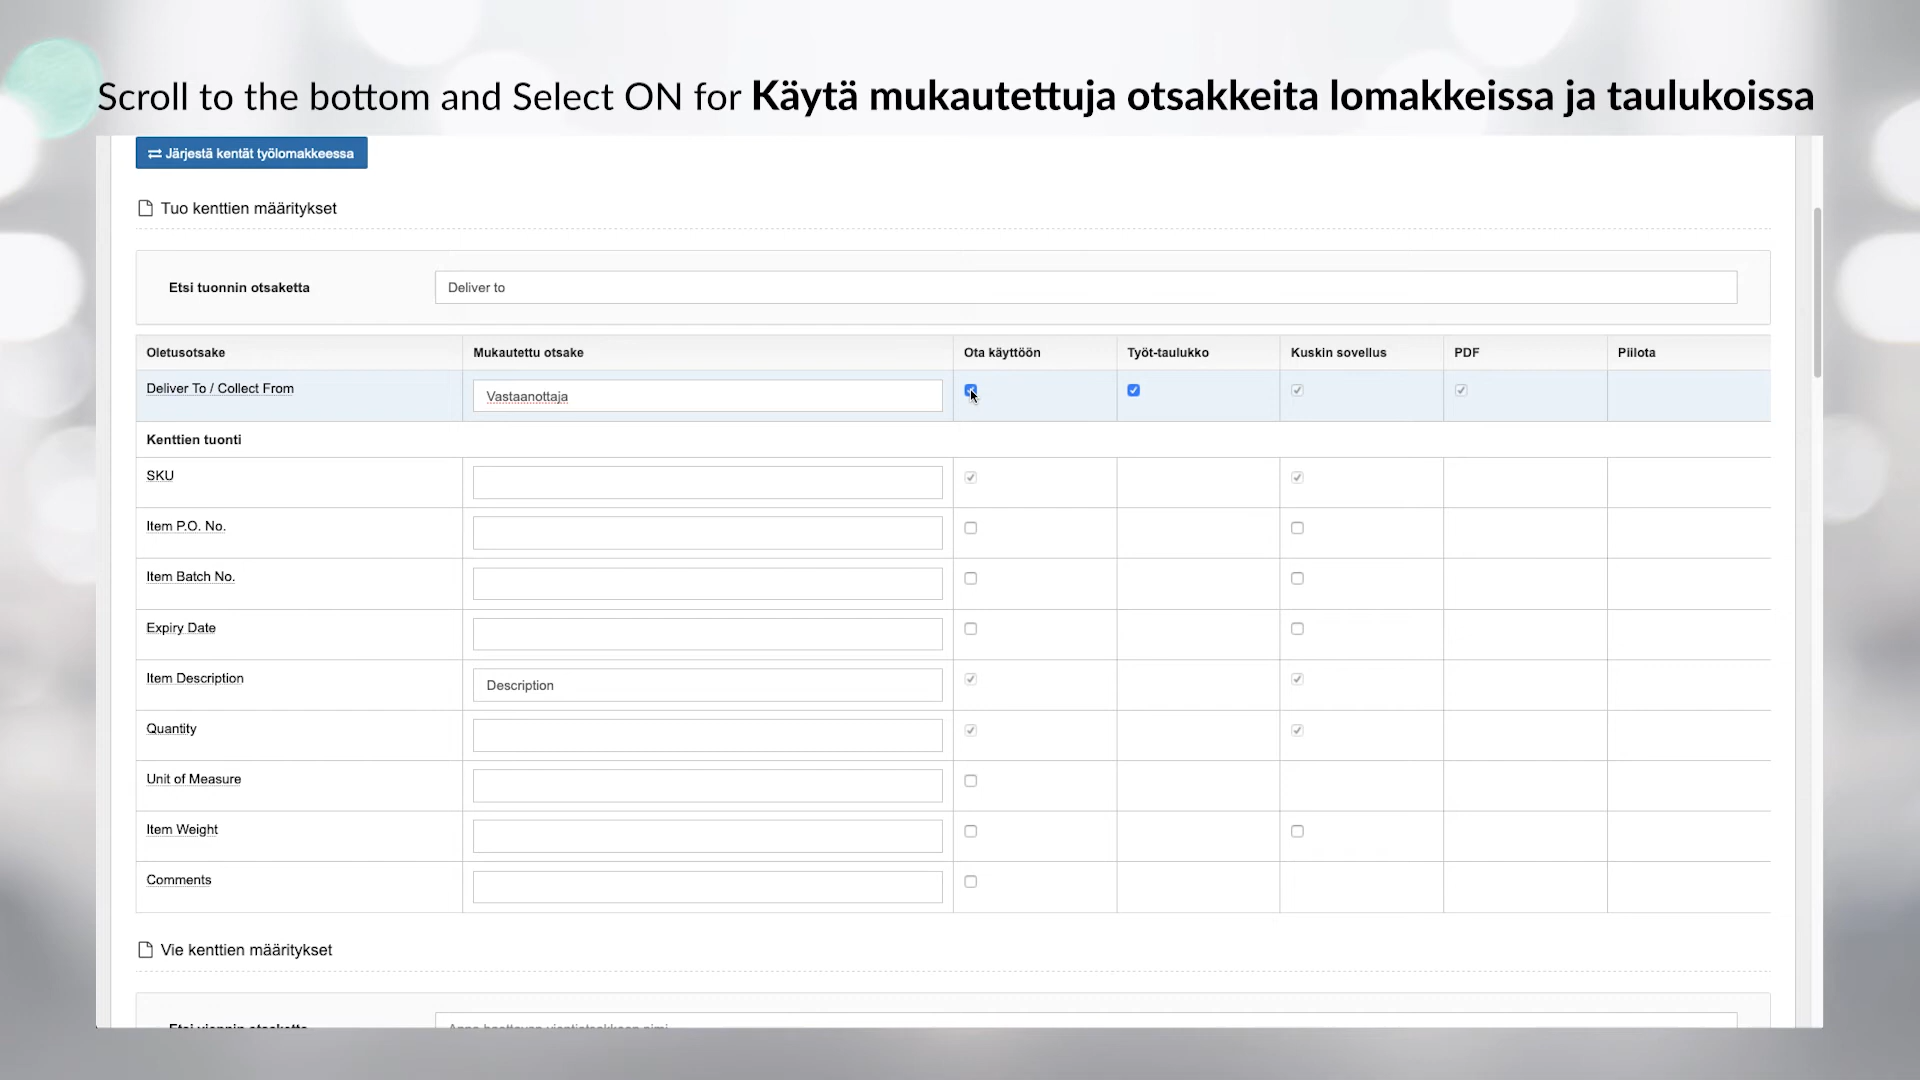 Scroll to the bottom and Select ON for Käytä mukautettuja otsakkeita lomakkeissa ja taulukoissa
Järjestä kentät työlomakkeessa
Tuo kenttien määritykset
Etsi tuonnin otsaketta Deliver to
Oletusotsake Mukautettu otsake Ota käyttöön Työt-taulukko Kuskin sovellus PDF Piilota
Deliver To / Collect From Vastaanottaja
Kenttien tuonti
SKU
Item P.O. No.
Item Batch No.
Expiry Date
Item Description Description
Quantity
Unit of Measure
Item Weight
Comments
Vie kenttien määritykset